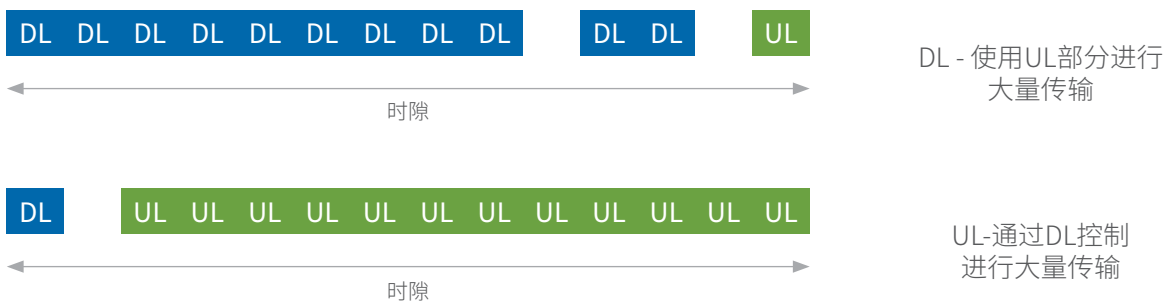 DL DL DL DL DL DL DL DL DL DL DL UL
DL - 使用UL部分进行
大量传输
时隙
DL UL UL UL UL UL UL UL UL UL UL UL UL
UL-通过DL控制
进行大量传输
时隙